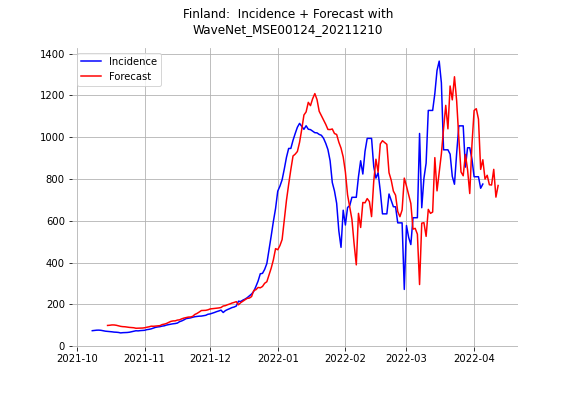 Finland:  Incidence + Forecast with
WaveNet_MSE00124_20211210
1400
1200
1000
800
600
400
200
0
Incidence
Forecast
2021-10 2021-11 2021-12 2022-01 2022-02 2022-03 2022-04